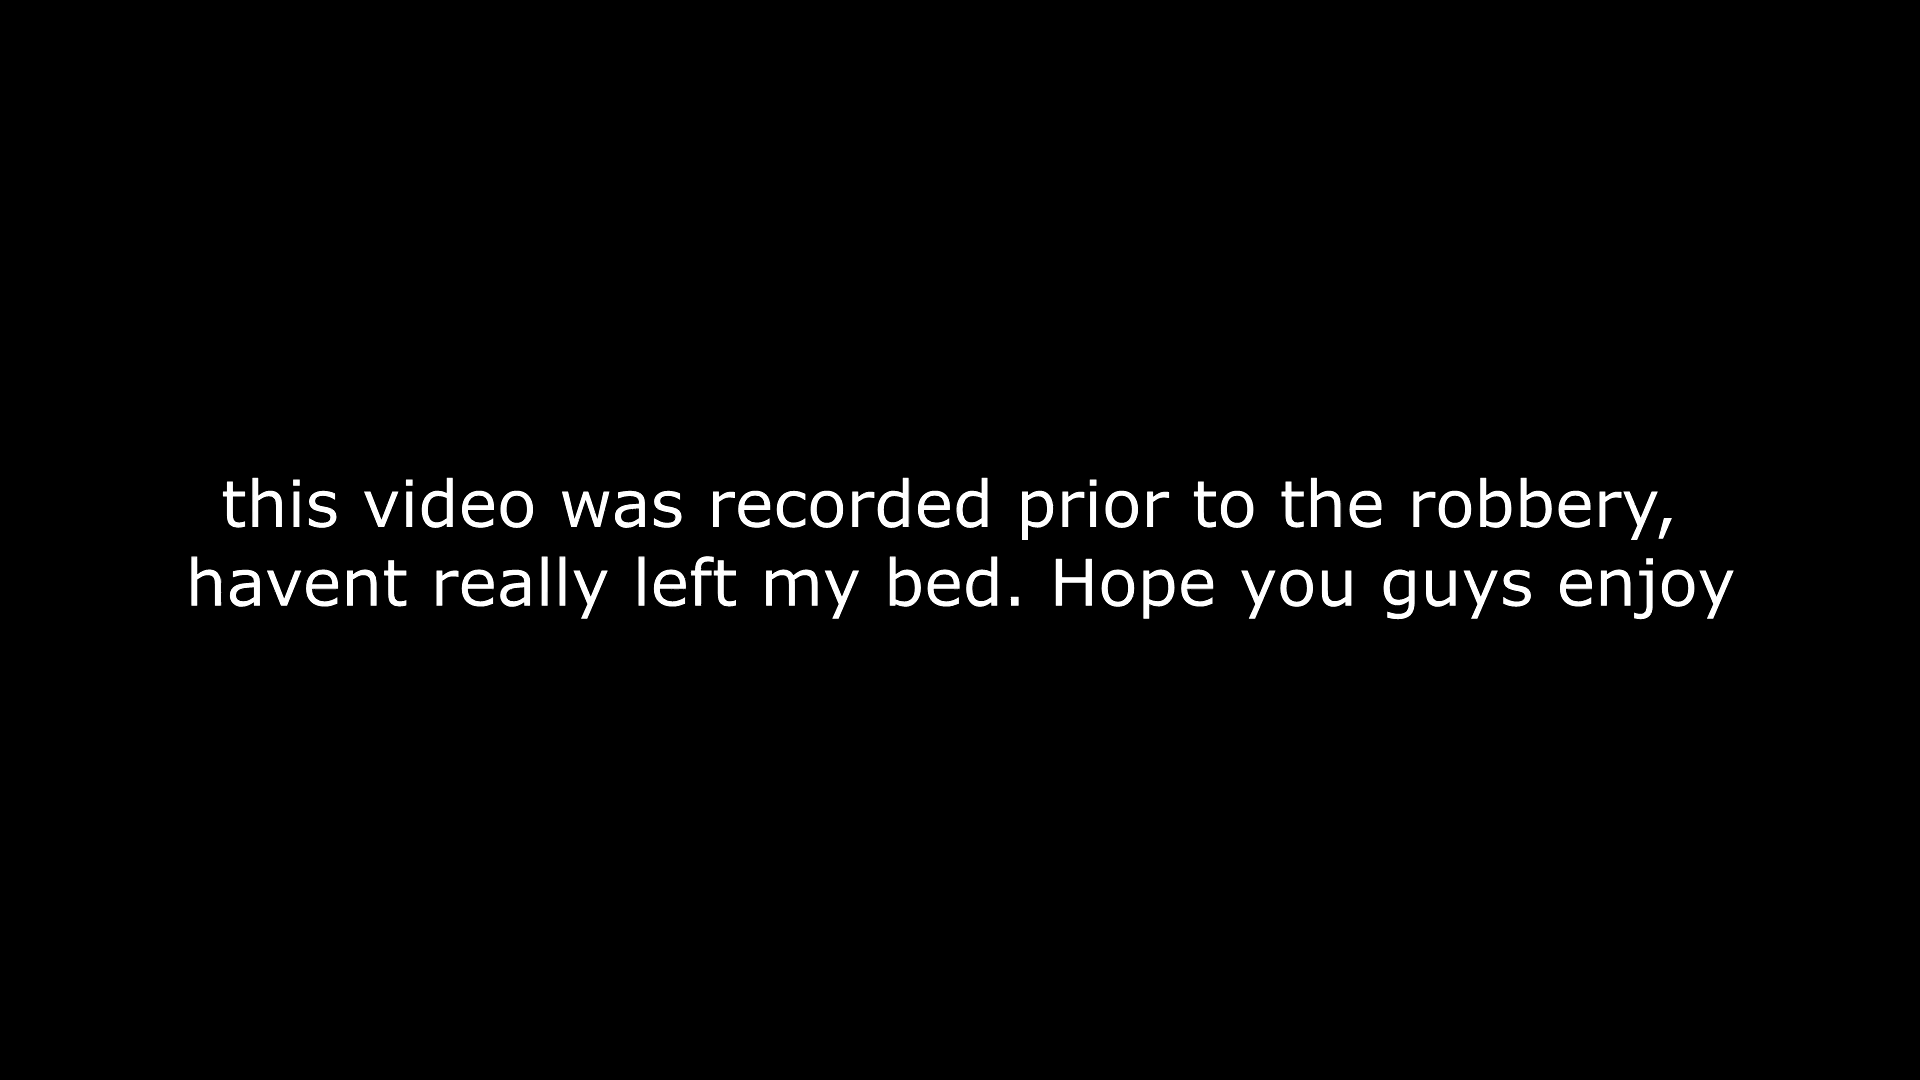 this video was recorded prior to the robbery,
havent really left my bed. Hope you guys enjoy